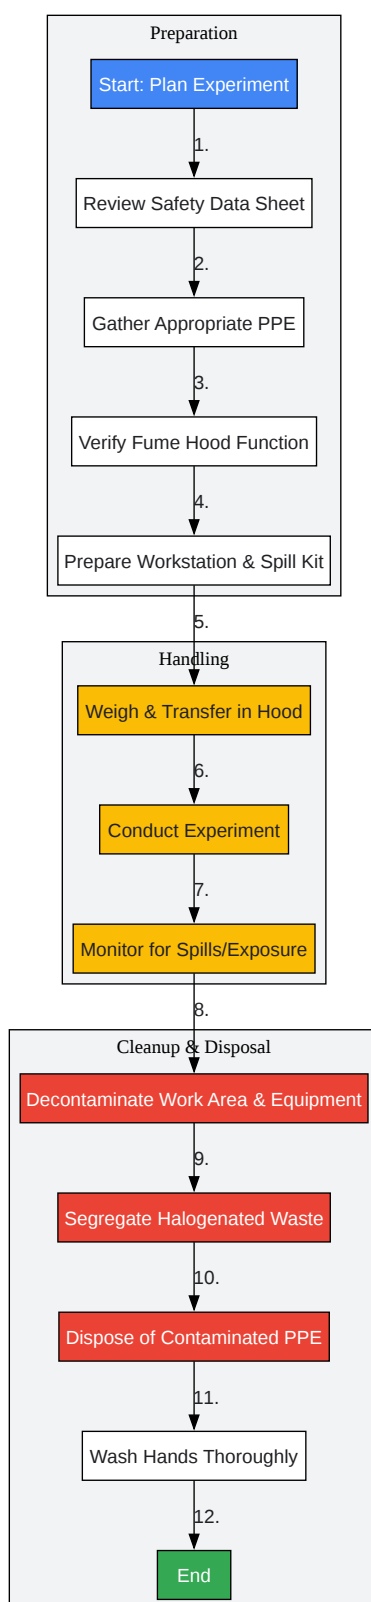 Preparation
Start: Plan Experiment
1.
Review Safety Data Sheet
2.
Gather Appropriate PPE
3.
Verify Fume Hood Function
4.
Prepare Workstation & Spill Kit
5.
Handling
Weigh & Transfer in Hood
6.
Conduct Experiment
7.
Monitor for Spills/Exposure
8.
Cleanup & Disposal
Decontaminate Work Area & Equipment
9.
Segregate Halogenated Waste
10.
Dispose of Contaminated PPE
11.
Wash Hands Thoroughly
12.
End